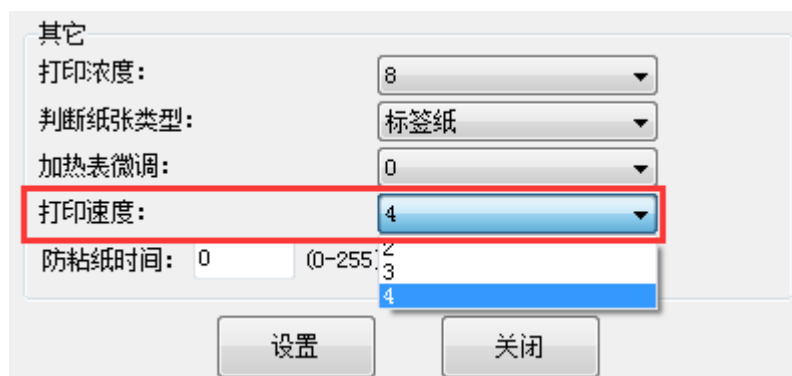 其它
打印浓度： 8
判断纸张类型： 标签纸
加热表微调： 0
打印速度： 4
防粘纸时间： 0 (0-255)
2
3
4
设置 关闭